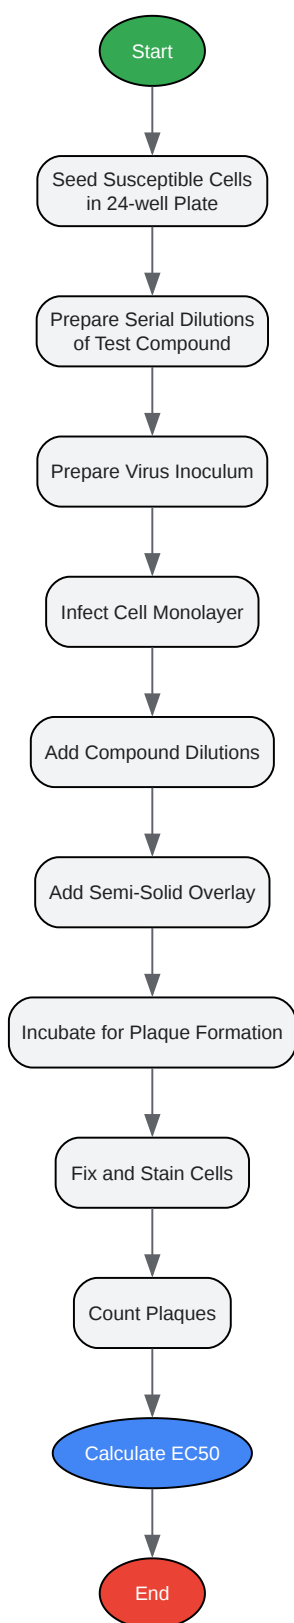 Start
Seed Susceptible Cells
in 24-well Plate
Prepare Serial Dilutions
of Test Compound
Prepare Virus Inoculum
Infect Cell Monolayer
Add Compound Dilutions
Add Semi-Solid Overlay
Incubate for Plaque Formation
Fix and Stain Cells
Count Plaques
Calculate EC50
End